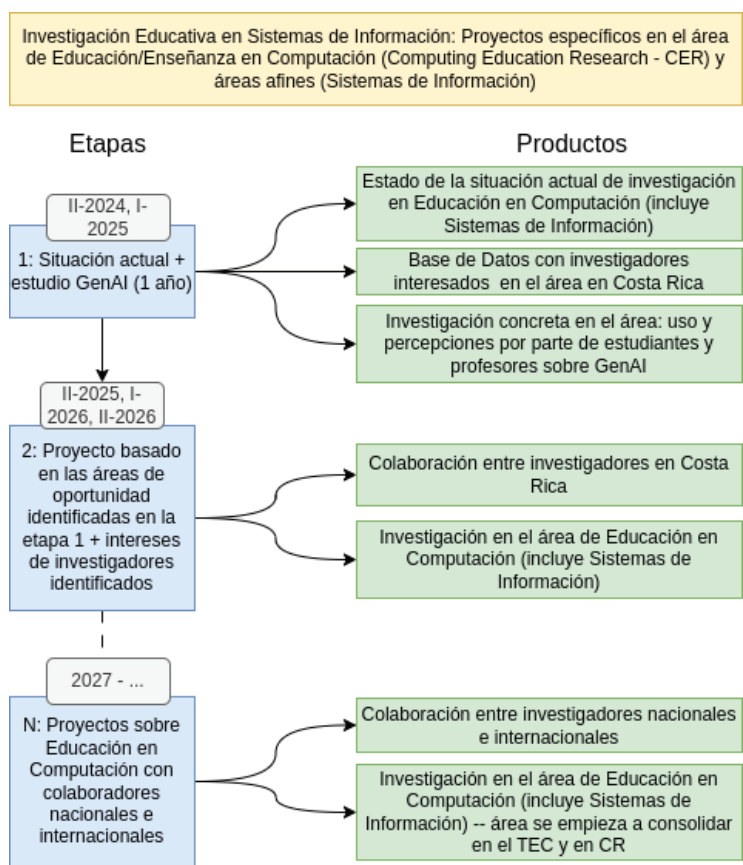 Investigación Educativa en Sistemas de Información: Proyectos específicos en el área
de Educación/Enseñanza en Computación (Computing Education Research - CER) y
áreas afines (Sistemas de Información)
Etapas
Productos
II-2024, I-
2025
1: Situación actual +
estudio GenAI (1 año)
Estado de la situación actual de investigación
en Educación en Computación (incluye
Sistemas de Información)
Base de Datos con investigadores
interesados en el área en Costa Rica
Investigación concreta en el área: uso y
percepciones por parte de estudiantes y
profesores sobre GenAI
II-2025, I-
2026, II-2026
2: Proyecto basado
en las áreas de
oportunidad
identificadas en la
etapa 1 + intereses
de investigadores
identificados
Colaboración entre investigadores en Costa
Rica
Investigación en el área de Educación en
Computación (incluye Sistemas de
Información)
2027 - ...
N: Proyectos sobre
Educación en
Computación con
colaboradores
nacionales e
internacionales
Colaboración entre investigadores nacionales
e internacionales
Investigación en el área de Educación en
Computación (incluye Sistemas de
Información) -- área se empieza a consolidar
en el TEC y en CR